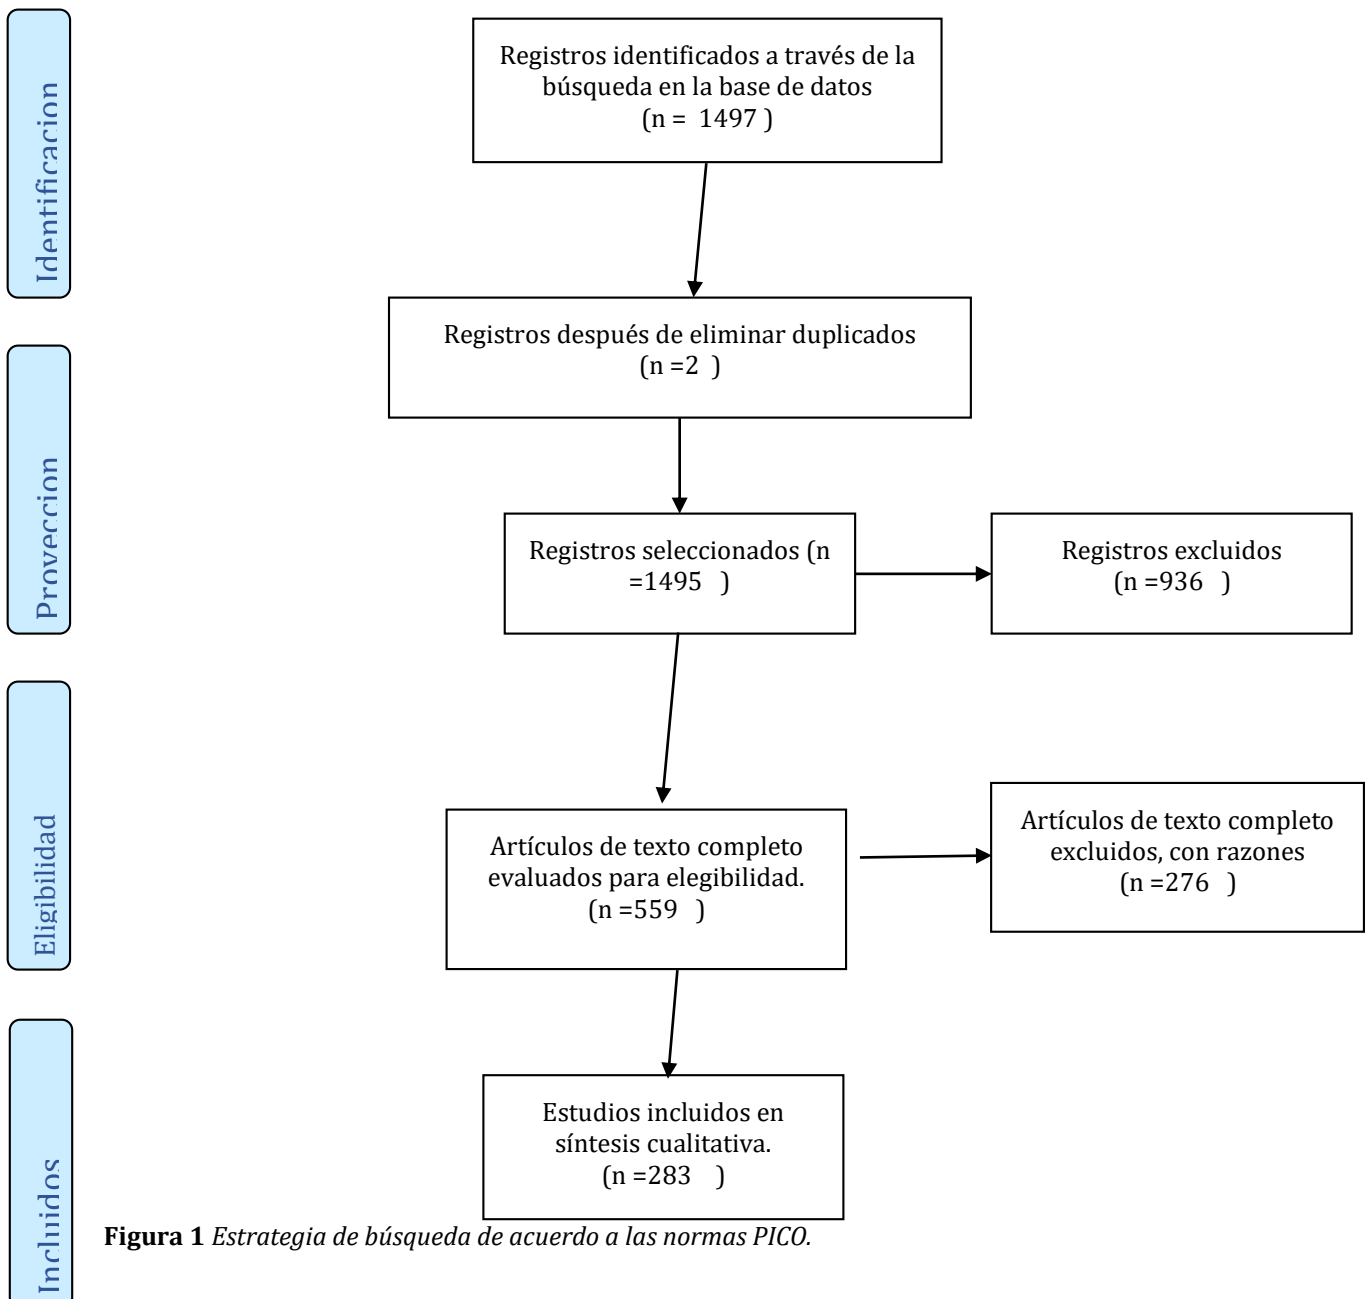 Identificacion
Registros identificados a través de la
búsqueda en la base de datos
(n = 1497 )
Registros después de eliminar duplicados
(n =2 )
Proyeccion
Registros seleccionados (n
=1495 )
Registros excluidos
(n =936 )
Eligibilidad
Artículos de texto completo
evaluados para elegibilidad.
(n =559 )
Artículos de texto completo
excluidos, con razones
(n =276 )
Incluidos
Estudios incluidos en
síntesis cualitativa.
(n =283 )
Figura 1 Estrategia de búsqueda de acuerdo a las normas PICO.